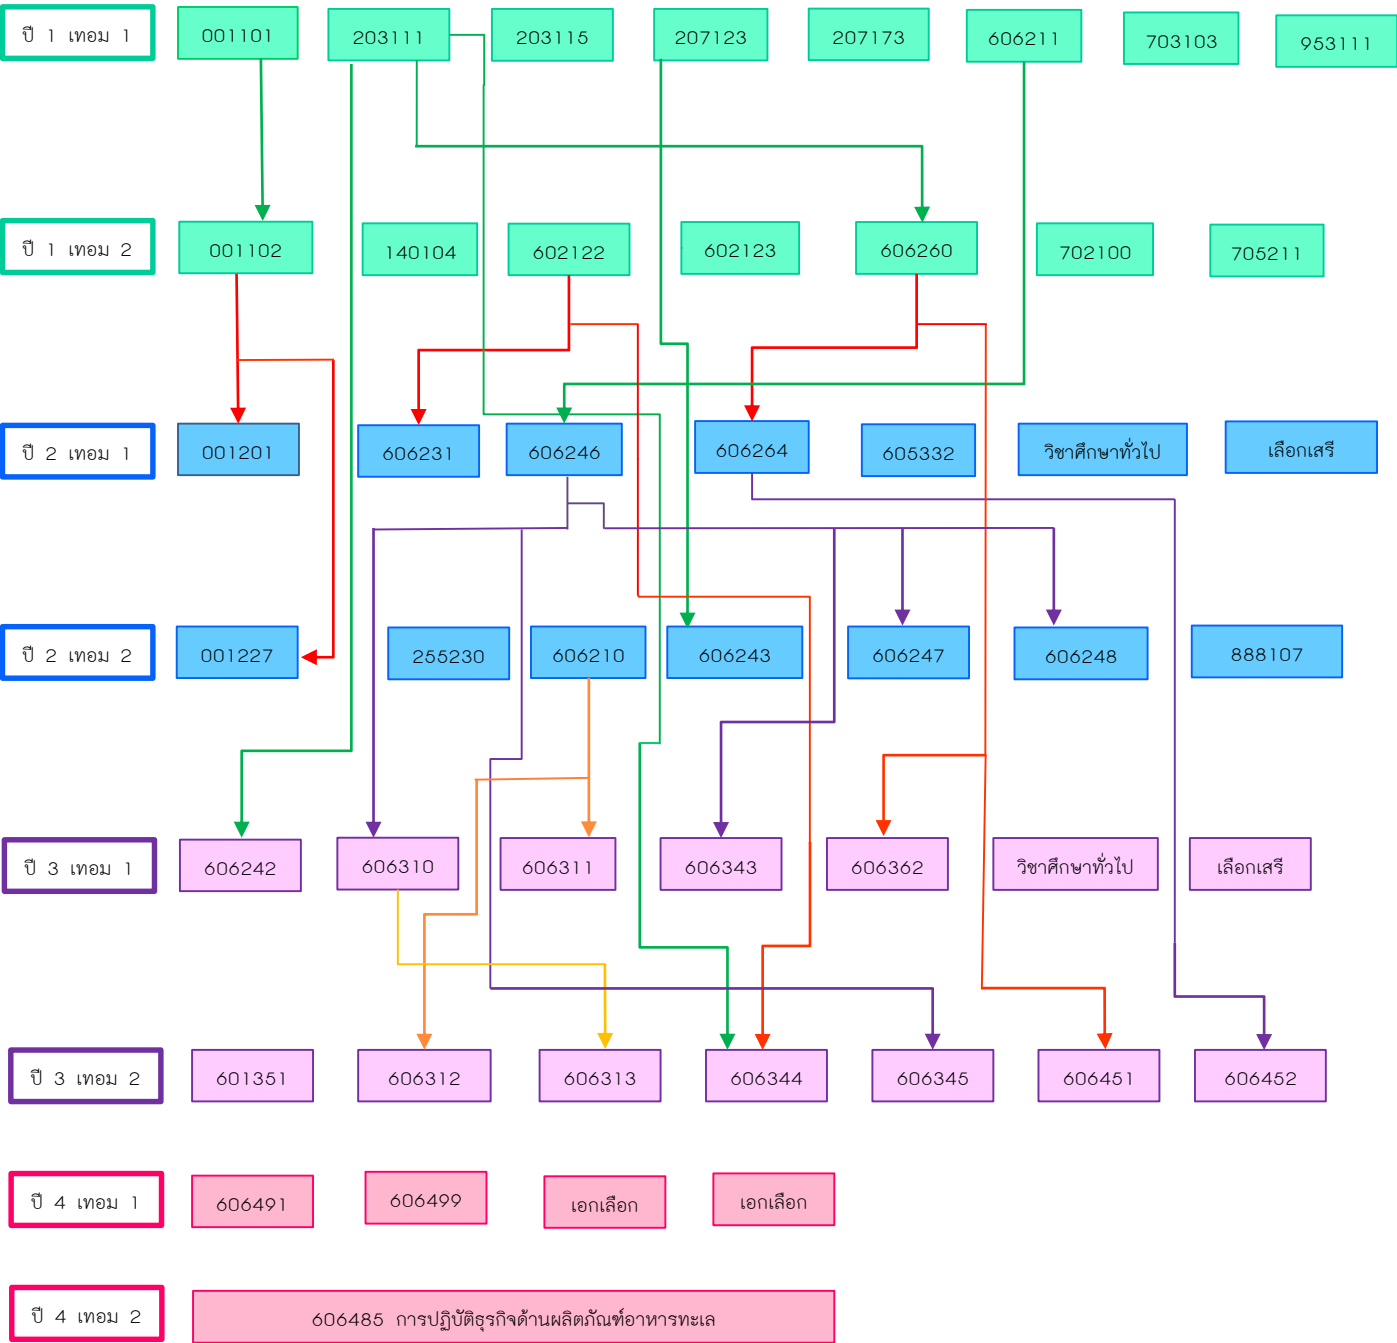 ปี 1 เทอม 1
001101
203111
203115
207123
207173
606211
703103
953111
ปี 1 เทอม 2
001102
140104
602122
602123
606260
702100
705211
ปี 2 เทอม 1
001201
606231
606246
606264
605332
วิชาศึกษาทั่วไป
เลือกเสรี
ปี 2 เทอม 2
001227
255230
606210
606243
606247
606248
888107
ปี 3 เทอม 1
606242
606310
606311
606343
606362
วิชาศึกษาทั่วไป
เลือกเสรี
ปี 3 เทอม 2
601351
606312
606313
606344
606345
606451
606452
ปี 4 เทอม 1
606491
606499
เอกเลือก
เอกเลือก
ปี 4 เทอม 2
606485 การปฏิบัติธุรกิจด้านผลิตภัณฑ์อาหารทะเล